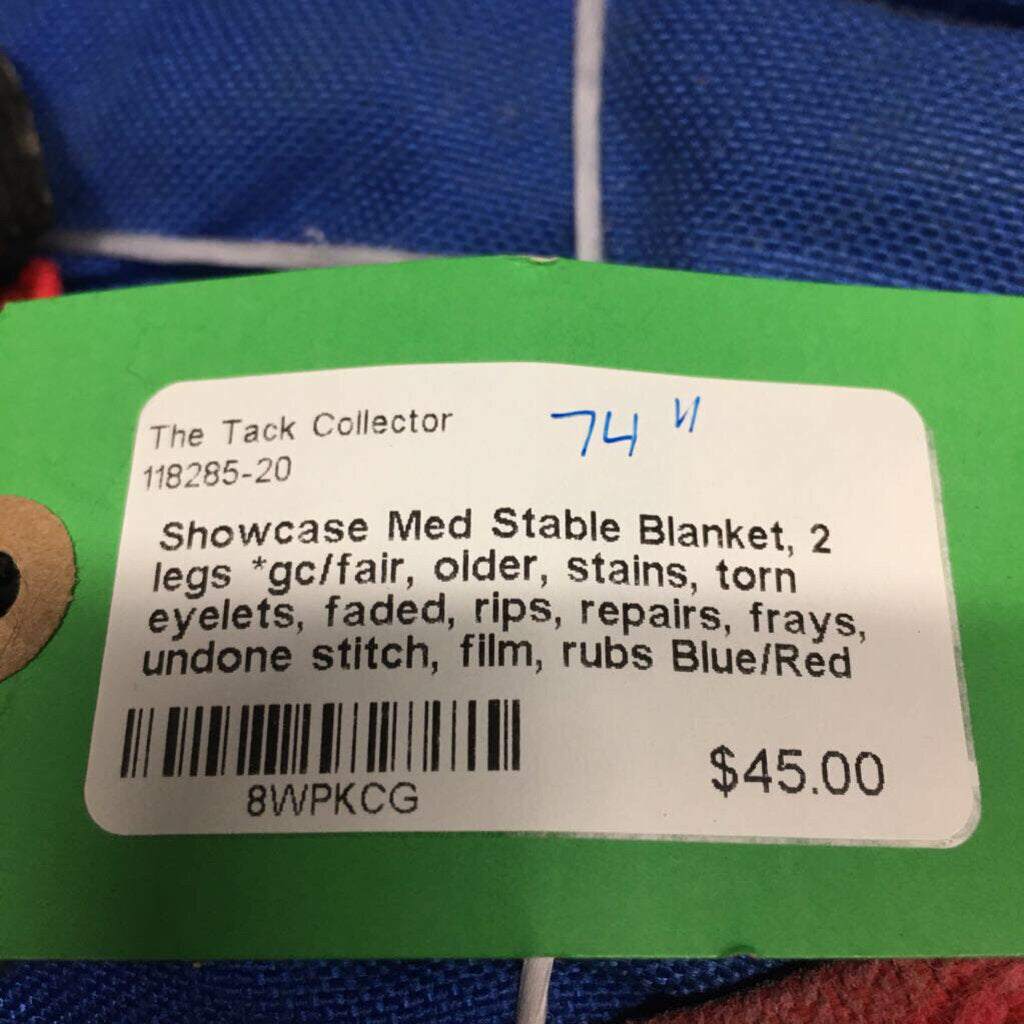 The Tack Collector 74"
118285-20
Showcase Med Stable Blanket, 2
legs *gc/fair, older, stains, torn
eyelets, faded, rips, repairs, frays,
undone stitch, film, rubs Blue/Red
8WPKCG
$45.00